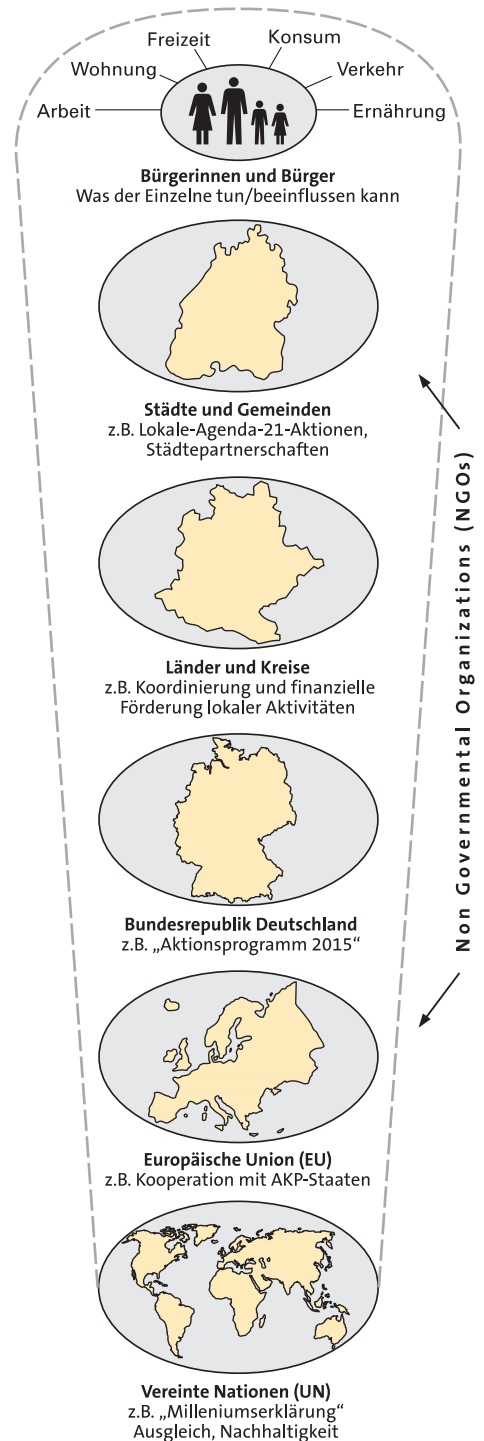 Freizeit
Konsum
Wohnung
Verkehr
Arbeit
Ernährung
Bürgerinnen und Bürger
Was der Einzelne tun/beeinflussen kann
Städte und Gemeinden
z.B. Lokale-Agenda-21-Aktionen,
Städtepartnerschaften
Länder und Kreise
z.B. Koordinierung und finanzielle
Förderung lokaler Aktivitäten
Bundesrepublik Deutschland
z.B. „Aktionsprogramm 2015“
Europäische Union (EU)
z.B. Kooperation mit AKP-Staaten
Vereinte Nationen (UN)
z.B. „Milleniumserklärung“
Ausgleich, Nachhaltigkeit
Non Governmental Organizations (NGOs)